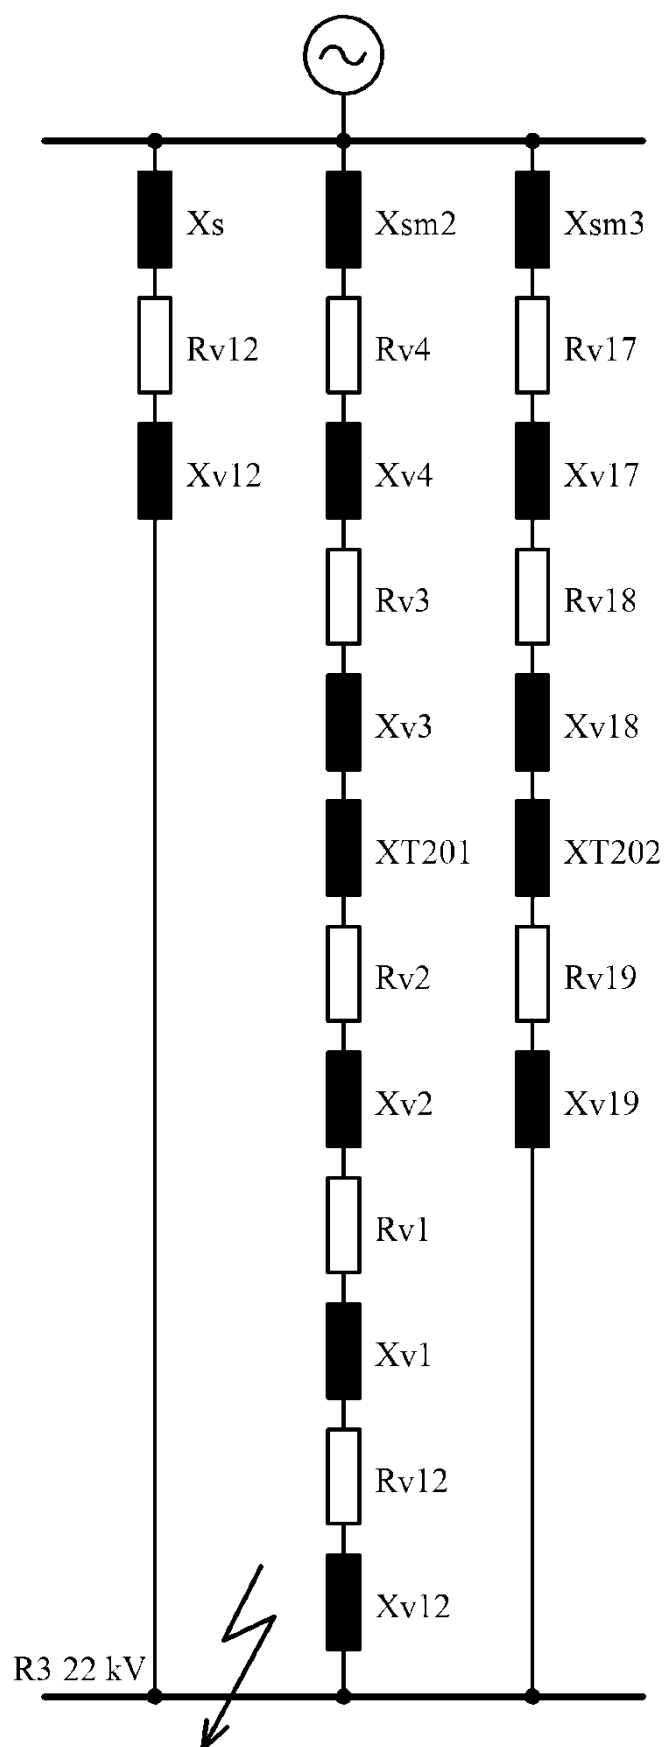 Xs Xsm2 Xsm3
Rv12 Rv4 Rv17
Xv12 Xv4 Xv17
Rv3 Rv18
Xv3 Xv18
XT201 XT202
Rv2 Rv19
Xv2 Xv19
Rv1
Xv1
Rv12
Xv12
R3 22 kV